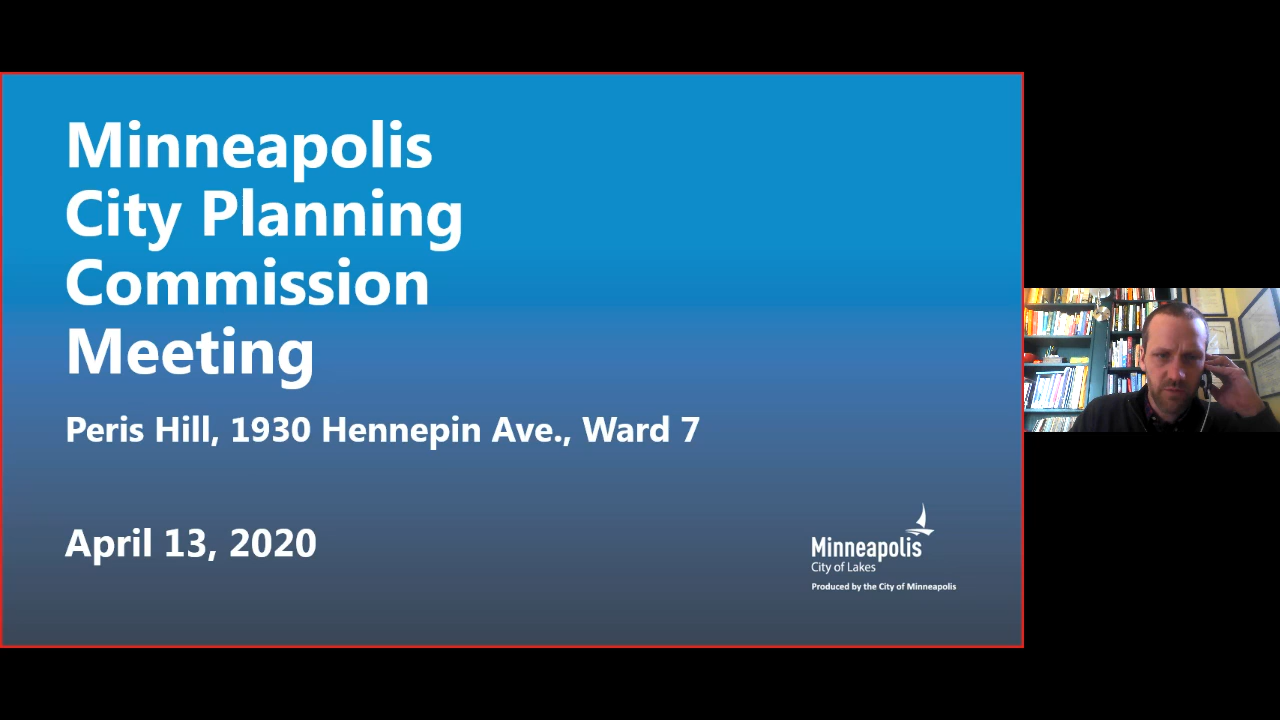 Minneapolis
City Planning
Commission
Meeting
Peris Hill, 1930 Hennepin Ave., Ward 7
April 13, 2020
Minneapolis
City of Lakes
Produced by the City of Minneapolis